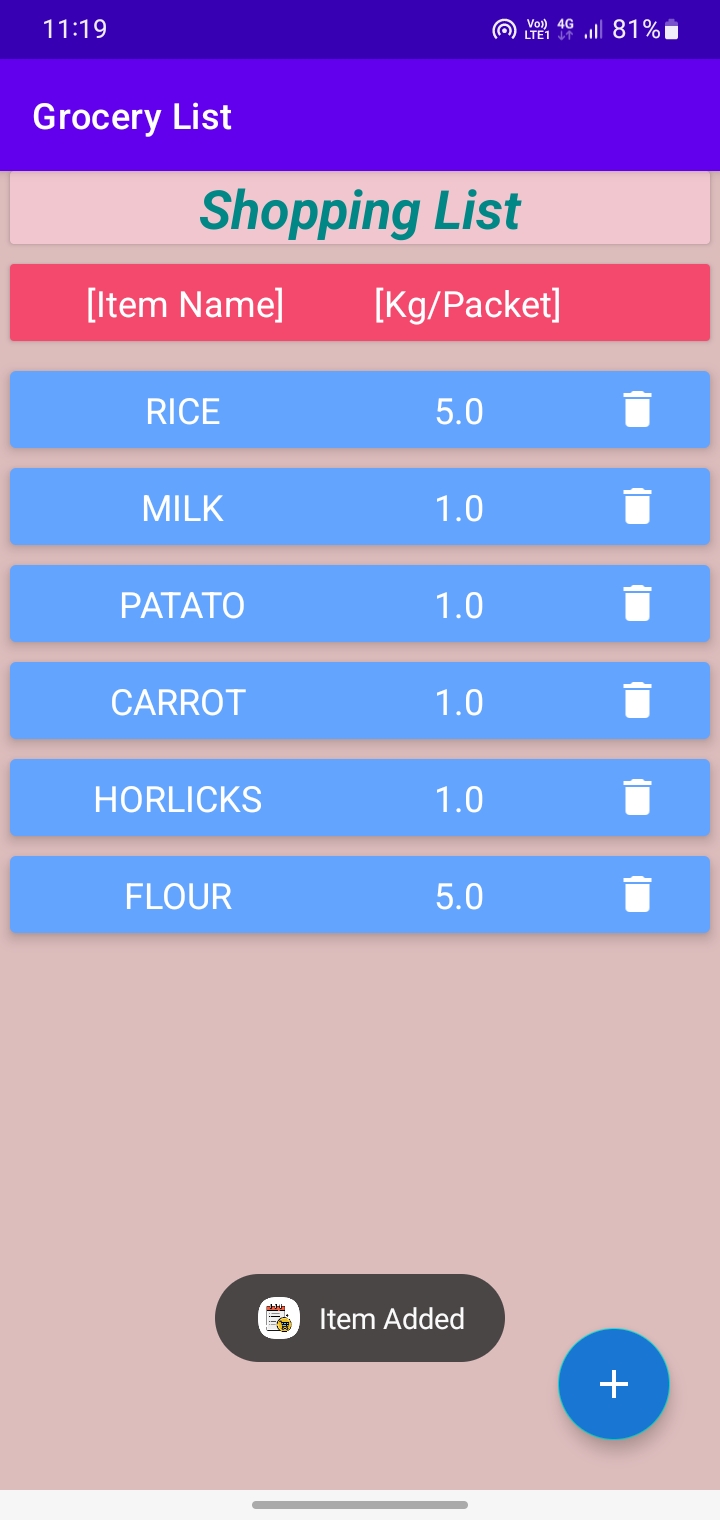 11:19 Vo)) LTE1 4G 81%
Grocery List
Shopping List
[Item Name] [Kg/Packet]
RICE 5.0
MILK 1.0
PATATO 1.0
CARROT 1.0
HORLICKS 1.0
FLOUR 5.0
Item Added